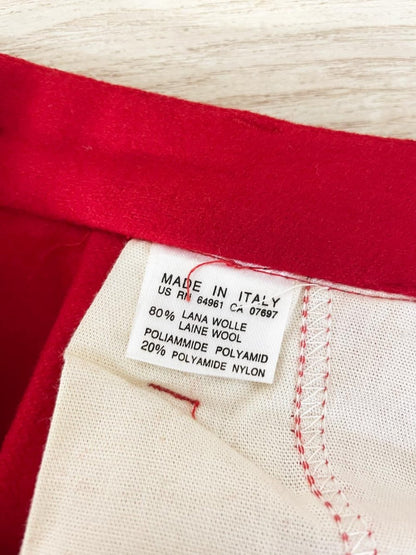 MADE IN ITALY
US RN 64961 CA 07697
80% LANA WOLLE
LAINE WOOL
POLIAMMIDE POLYAMID
20% POLYAMIDE NYLON